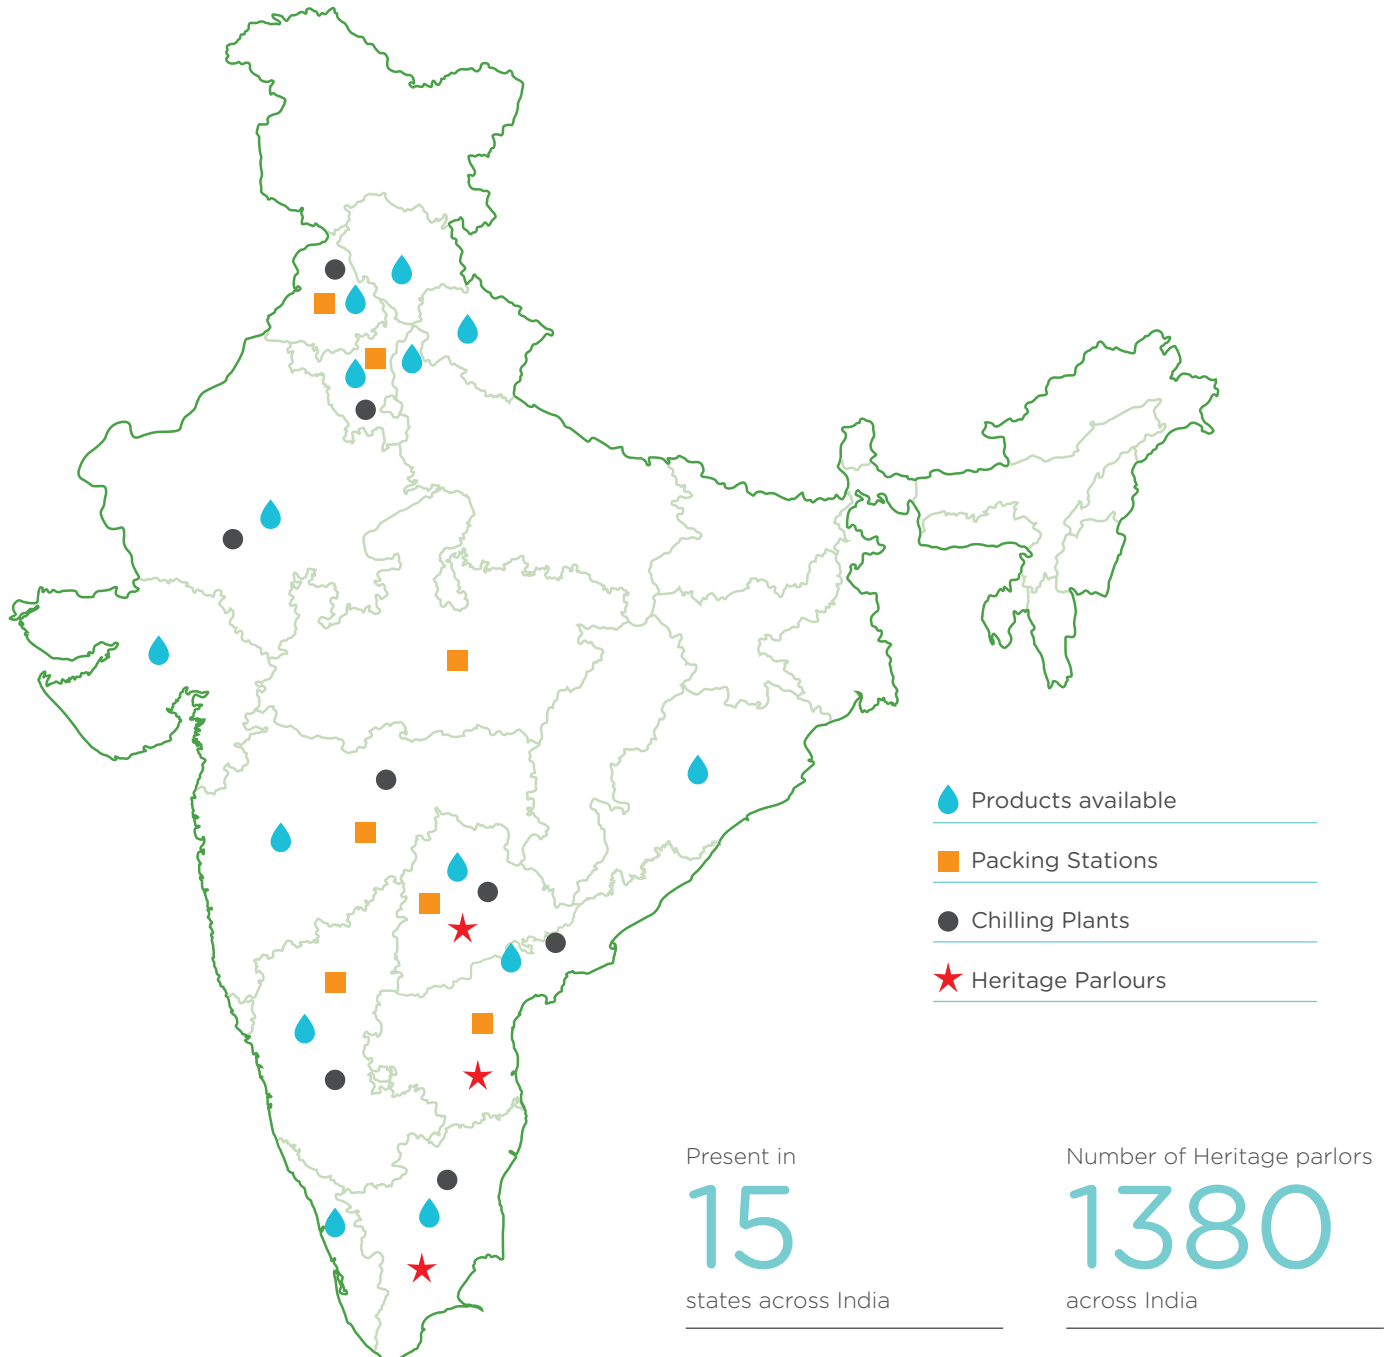 Products available
Packing Stations
Chilling Plants
Heritage Parlours
Present in
15
states across India
Number of Heritage parlors
1380
across India